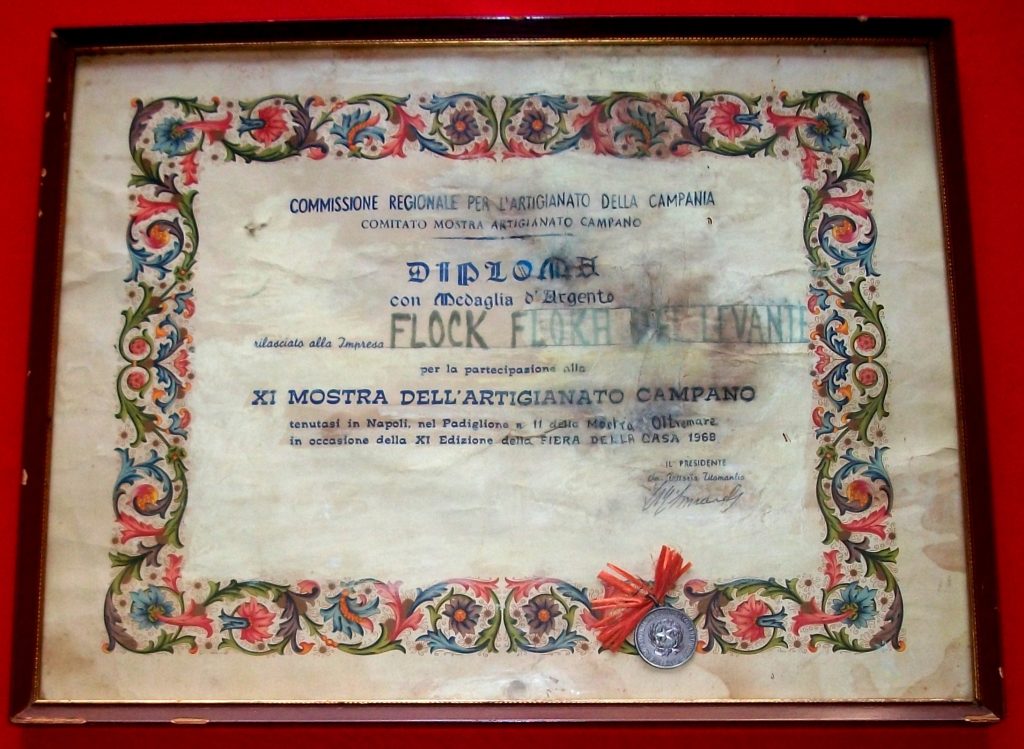 COMMISSIONE REGIONALE PER L'ARTIGIANATO DELLA CAMPANIA
COMITATO MOSTRA ARTIGIANATO CAMPANO
DIPLOMA
con Medaglia d'Argento
rilasciato alla Impresa FLOCK LEVANTE
per la partecipazione alla
XI MOSTRA DELL'ARTIGIANATO CAMPANO
tenutasi in Napoli, nel Padiglione n 11 della Mostra Oltremare
in occasione della XI Edizione della FIERA DELLA CASA 1968
IL PRESIDENTE